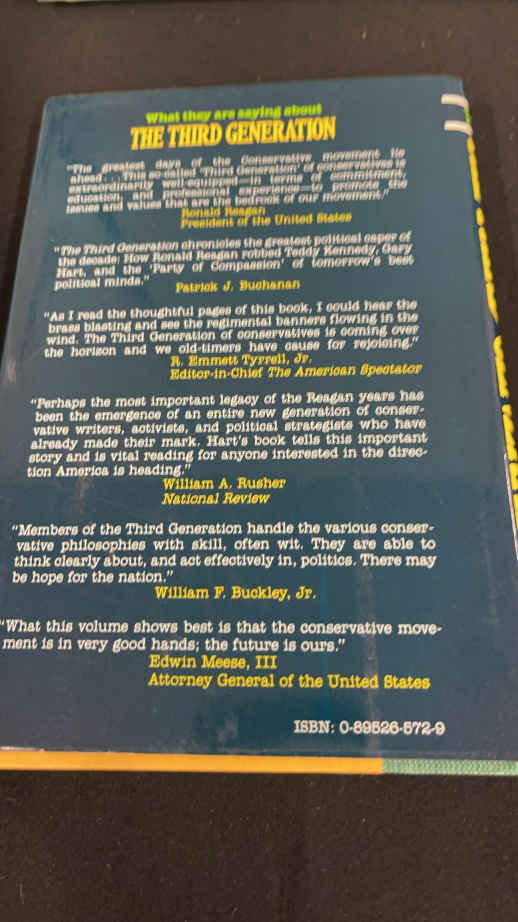 What they are saying about
THE THIRD GENERATION
"The greatest days of the Conservative movement lie
ahead . . . This so-called 'Third Generation' of conservatives is
extraordinarily well-equipped—in terms of commitment,
education, and professional experience—to promote the
issues and values that are the bedrock of our movement."
Ronald Reagan
President of the United States
"The Third Generation chronicles the greatest political caper of
the decade: How Ronald Reagan robbed Teddy Kennedy, Gary
Hart, and the 'Party of Compassion' of tomorrow's best
political minds."
Patrick J. Buchanan
"As I read the thoughtful pages of this book, I could hear the
brass blasting and see the regimental banners flowing in the
wind. The Third Generation of conservatives is coming over
the horizon and we old-timers have cause for rejoicing."
R. Emmett Tyrrell, Jr.
Editor-in-Chief The American Spectator
"Perhaps the most important legacy of the Reagan years has
been the emergence of an entire new generation of conser-
vative writers, activists, and political strategists who have
already made their mark. Hart's book tells this important
story and is vital reading for anyone interested in the direc-
tion America is heading."
William A. Rusher
National Review
"Members of the Third Generation handle the various conser-
vative philosophies with skill, often wit. They are able to
think clearly about, and act effectively in, politics. There may
be hope for the nation."
William F. Buckley, Jr.
"What this volume shows best is that the conservative move-
ment is in very good hands; the future is ours."
Edwin Meese, III
Attorney General of the United States
ISBN: 0-89526-572-9